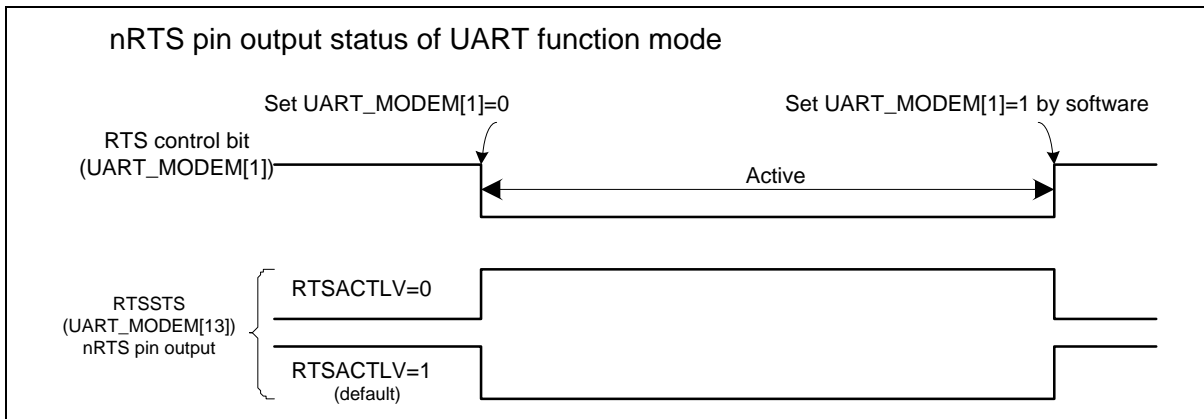 nRTS pin output status of UART function mode
Set UART_MODEM[1]=0
Set UART_MODEM[1]=1 by software
RTS control bit
(UART_MODEM[1])
Active
RTSACTLV=0
RTSSTS
(UART_MODEM[13])
nRTS pin output
RTSACTLV=1
(default)